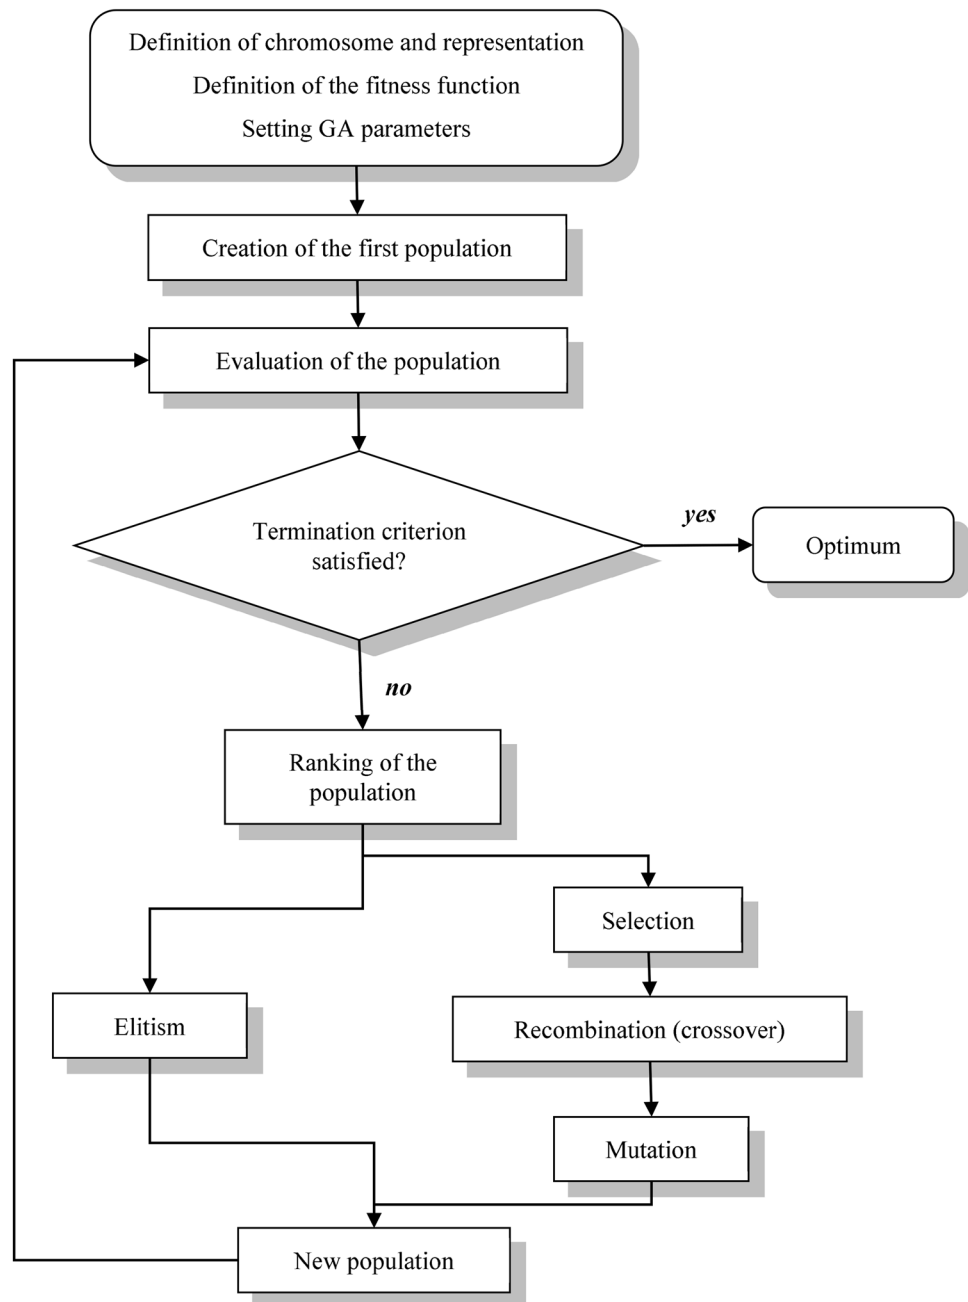 Definition of chromosome and representation
Definition of the fitness function
Setting GA parameters
Creation of the first population
Evaluation of the population
Termination criterion
satisfied?
yes
Optimum
no
Ranking of the
population
Selection
Elitism
Recombination (crossover)
Mutation
New population